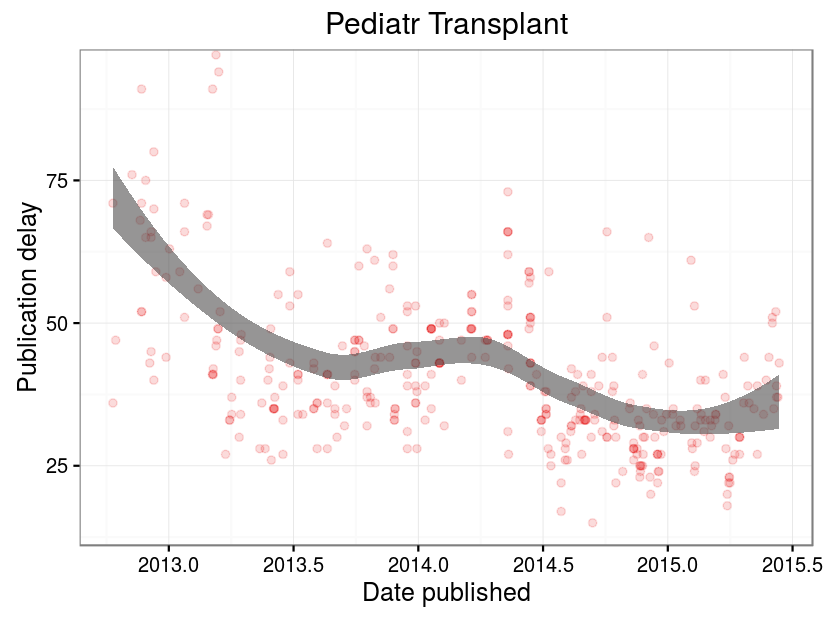 Pediatr Transplant
Publication delay
75
50
25
2013.0 2013.5 2014.0 2014.5 2015.0 2015.5
Date published